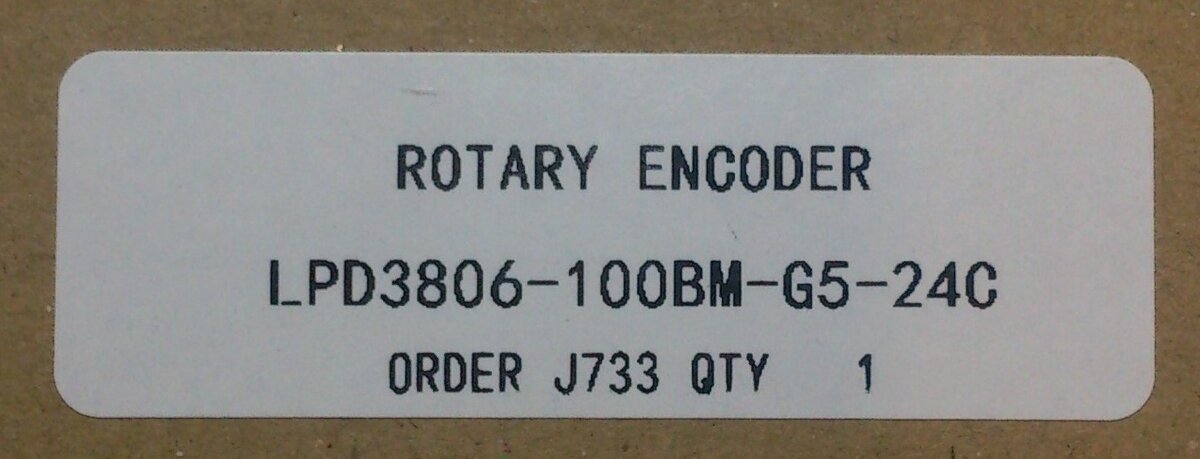 ROTARY ENCODER
LPD3806-100BM-G5-24C
ORDER J733 QTY 1